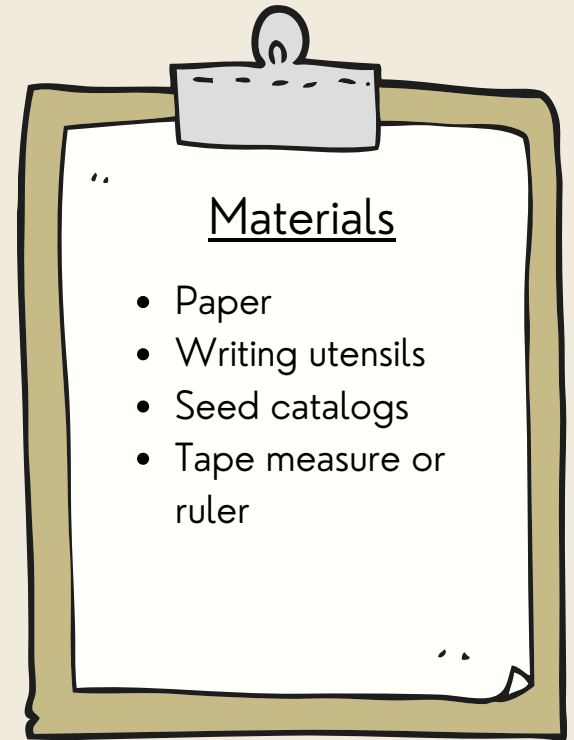 Materials
• Paper
• Writing utensils
• Seed catalogs
• Tape measure or
ruler